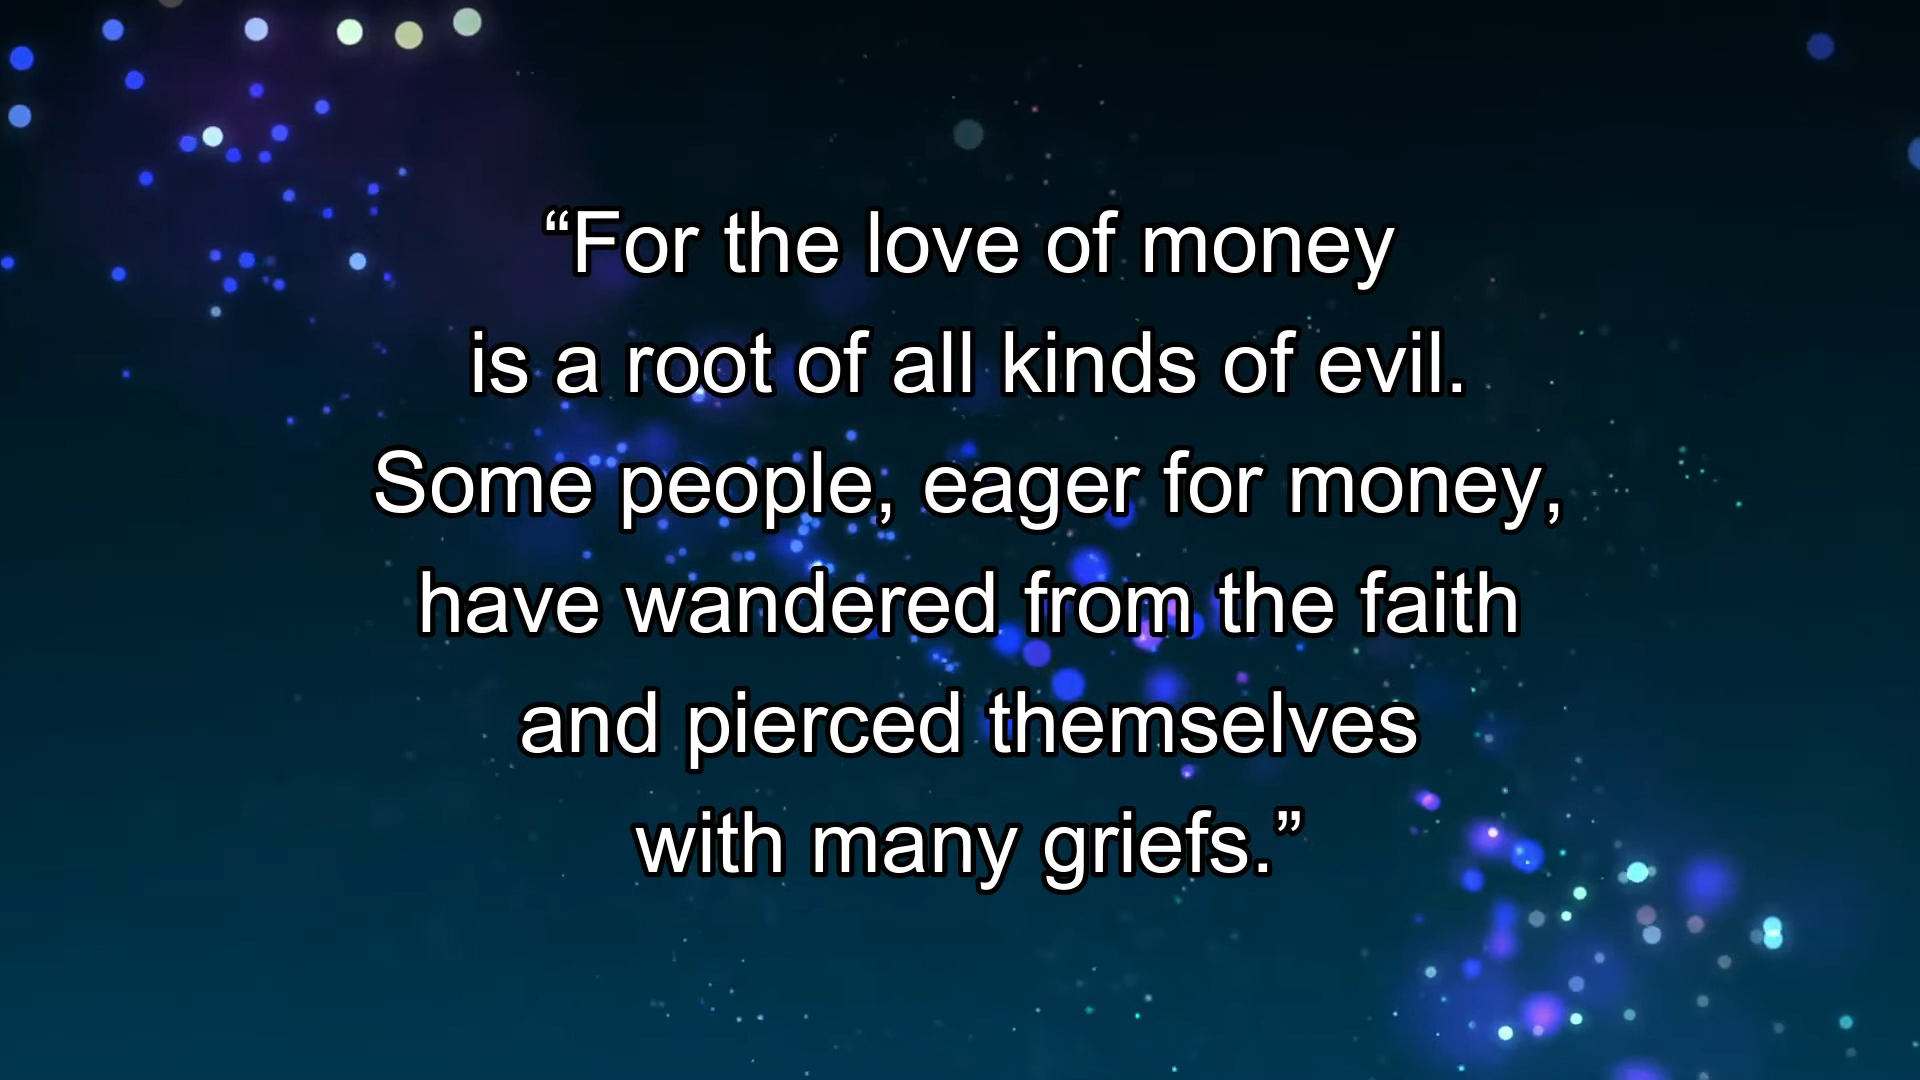 “For the love of money
is a root of all kinds of evil.
Some people, eager for money,
have wandered from the faith
and pierced themselves
with many griefs.”